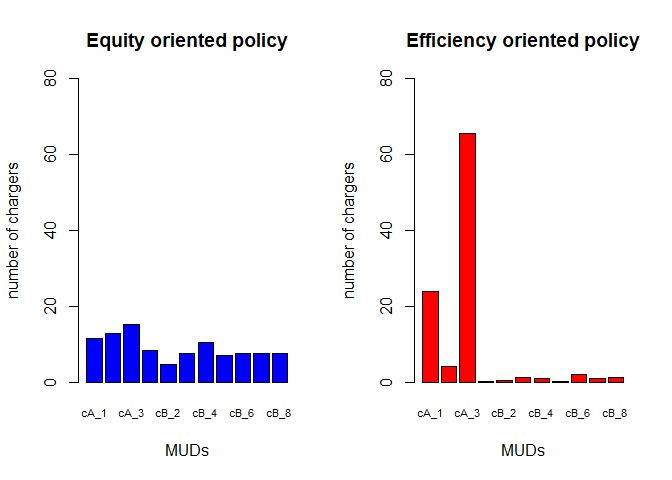 Equity oriented policy
number of chargers
80
60
40
20
0
cA_1 cA_3 cB_2 cB_4 cB_6 cB_8
MUDs
Efficiency oriented policy
number of chargers
80
60
40
20
0
cA_1 cA_3 cB_2 cB_4 cB_6 cB_8
MUDs